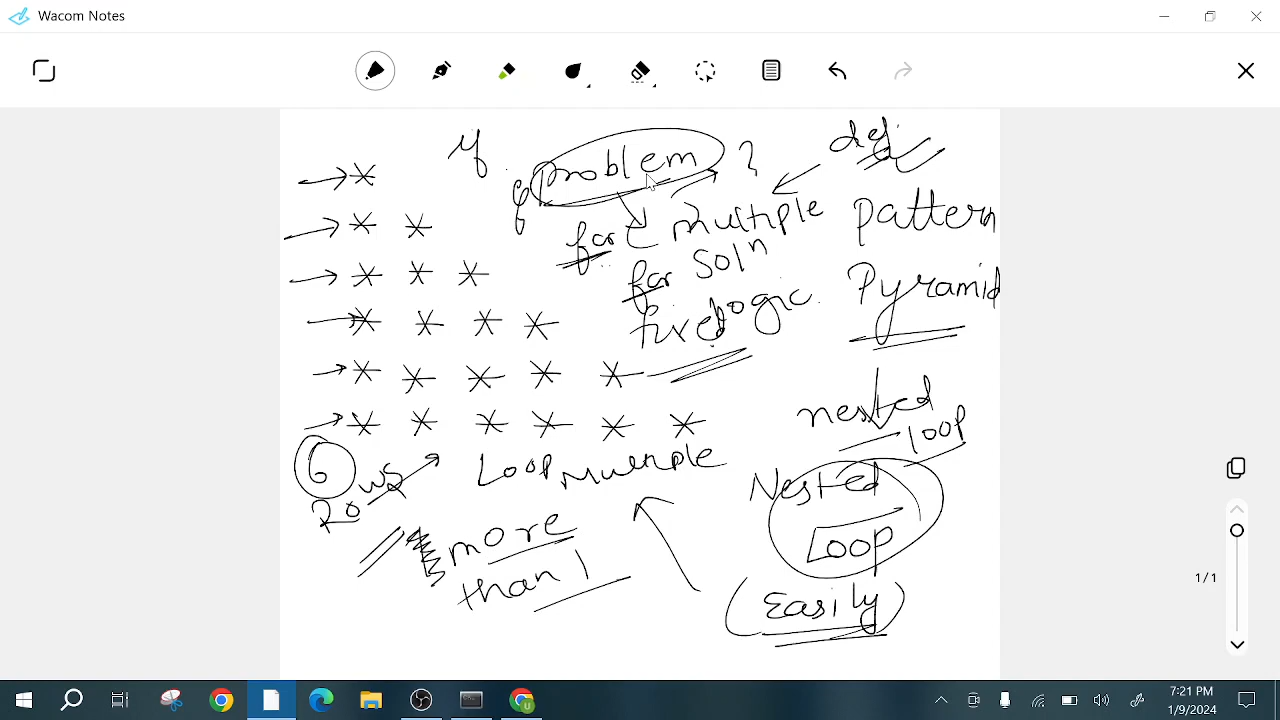 Wacom Notes
if
problem ?
def
for multiple
pattern
for soln
fixed logic.
Pyramid
*
* *
* * *
* * * *
* * * * *
* * * * * *
nested
loop
6
Rows
Loop Multiple
Nested
Loop
more
than 1
(Easily)
1/1
7:21 PM
1/9/2024